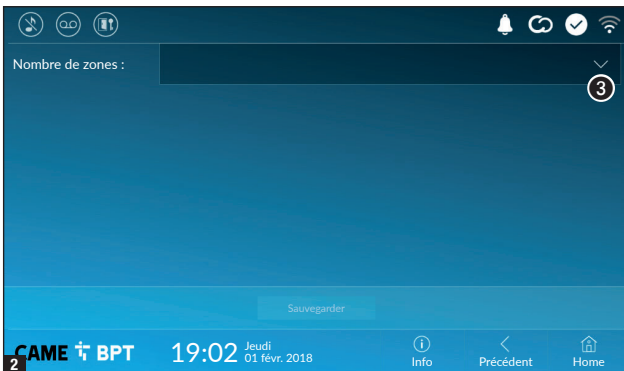 Nombre de zones :
3
Sauvegarder
2
CAME BPT
19:02
Jeudi
01 févr. 2018
Info
Précédent
Home